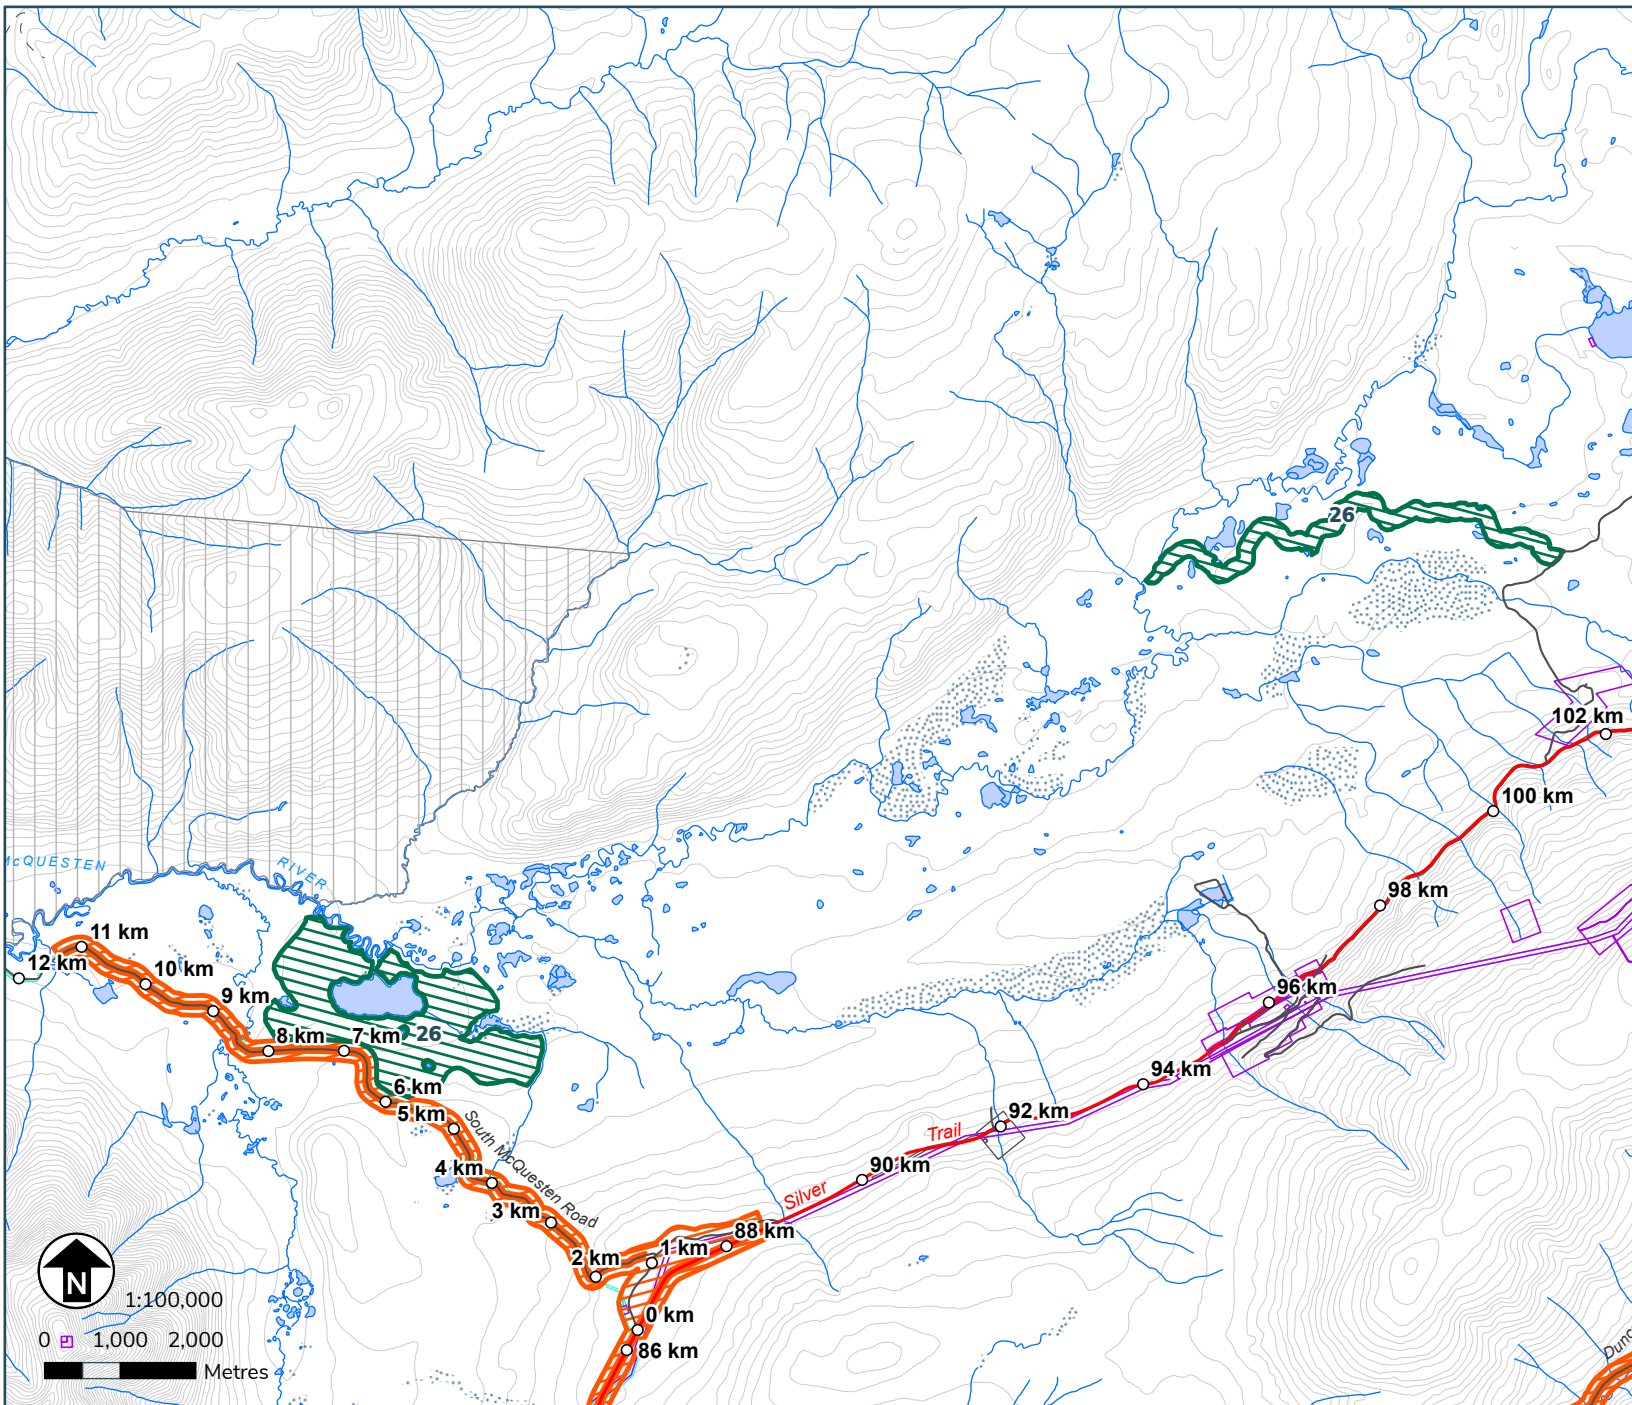 26
102 km
100 km
McQUESTEN
RIVER
98 km
11 km
12 km
10 km
96 km
9 km
8 km
7 km
26
94 km
6 km
5 km
92 km
South McQuesten Road
Trail
90 km
4 km
Silver
3 km
88 km
1 km
2 km
N
1:100,000
0 km
0 1,000 2,000
86 km
Metres